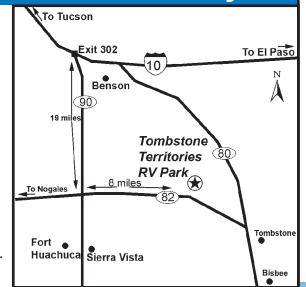 To Tucson
Exit 302
To El Paso
10
N
Benson
90
19 miles
Tombstone
Territories
RV Park
80
To Nogales
8 miles
82
Tombstone
Fort
Huachuca
Sierra Vista
Bisbee